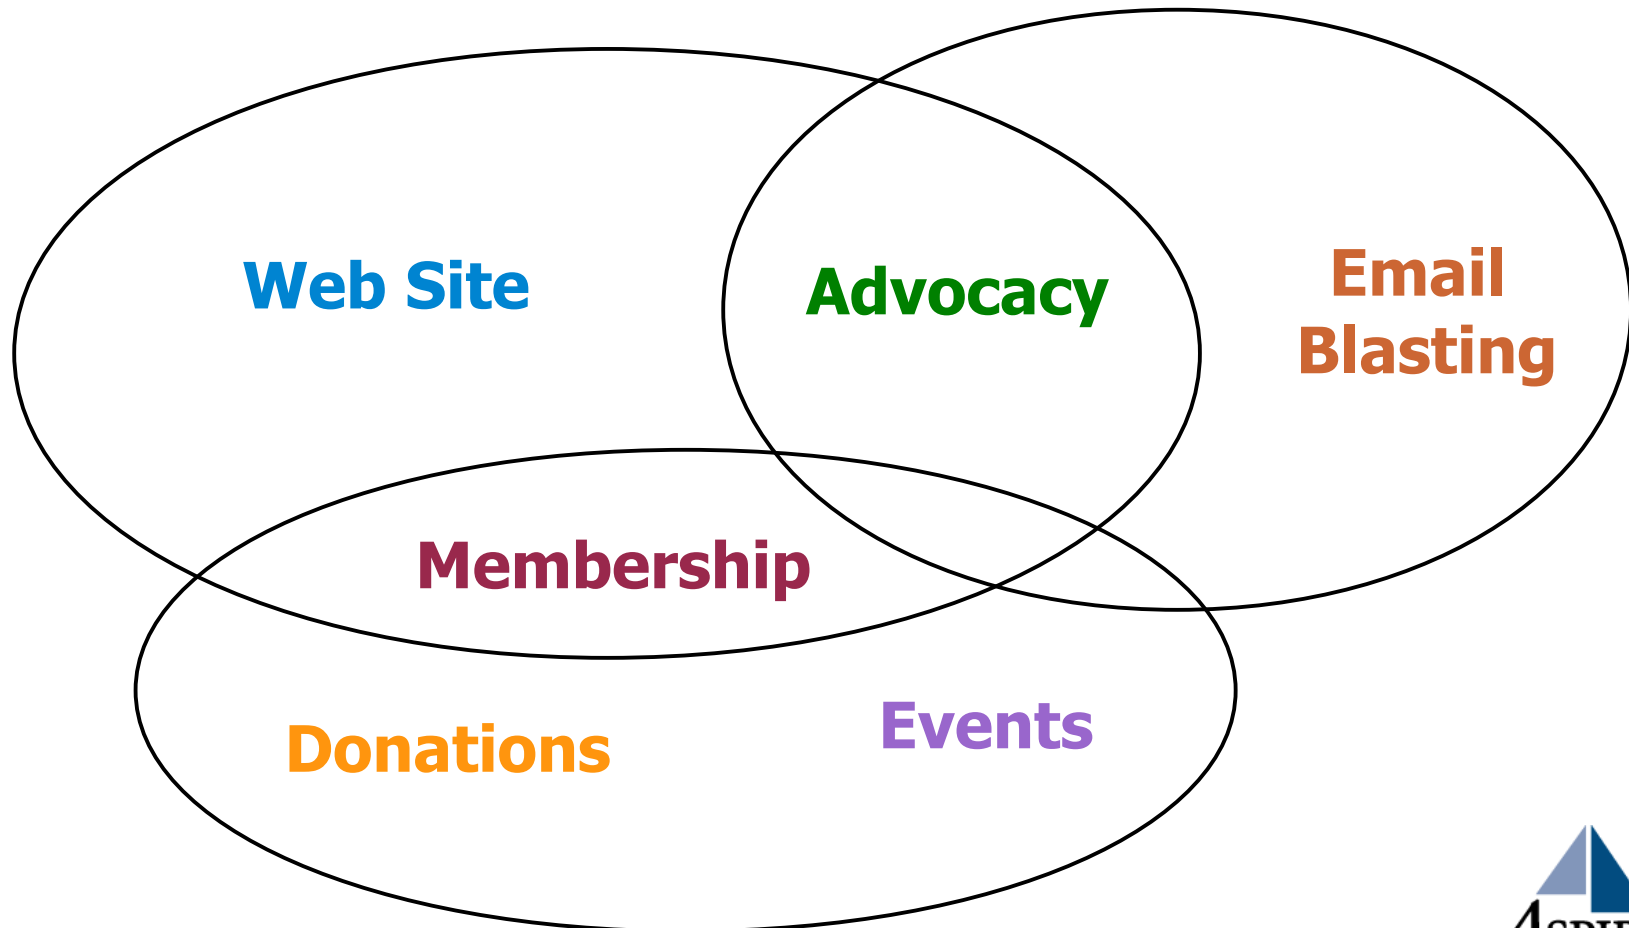 Web Site
Advocacy
Email
Blasting
Membership
Donations
Events